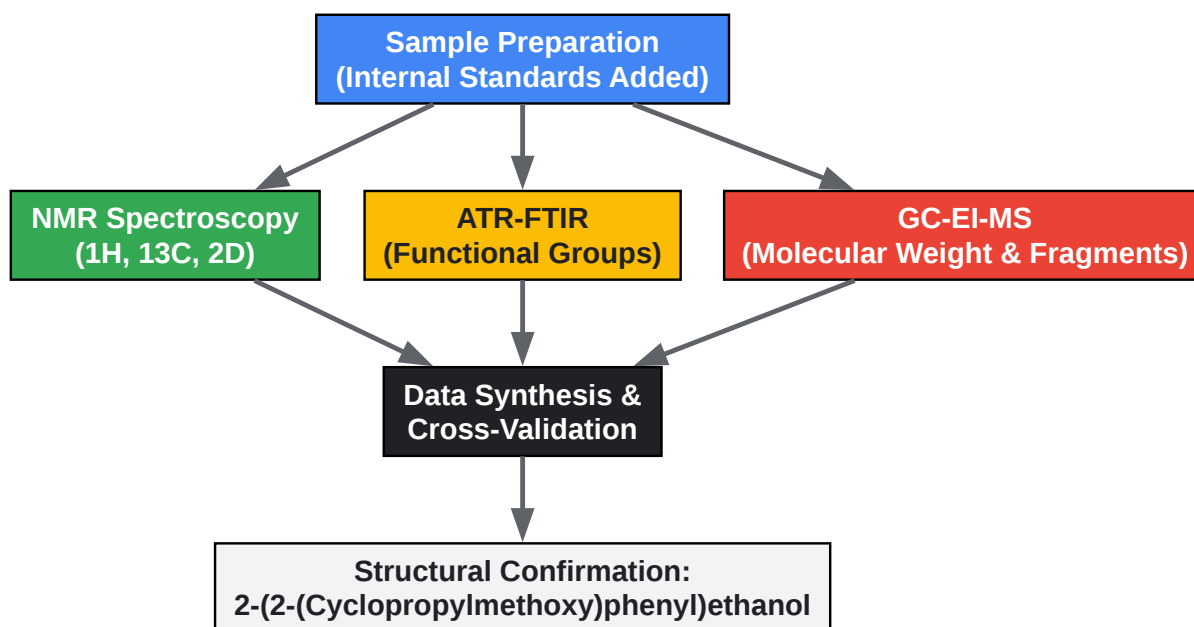 Sample Preparation
(Internal Standards Added)
NMR Spectroscopy
(1H, 13C, 2D)
ATR-FTIR
(Functional Groups)
GC-EI-MS
(Molecular Weight & Fragments)
Data Synthesis &
Cross-Validation
Structural Confirmation:
2-(2-(Cyclopropylmethoxy)phenyl)ethanol